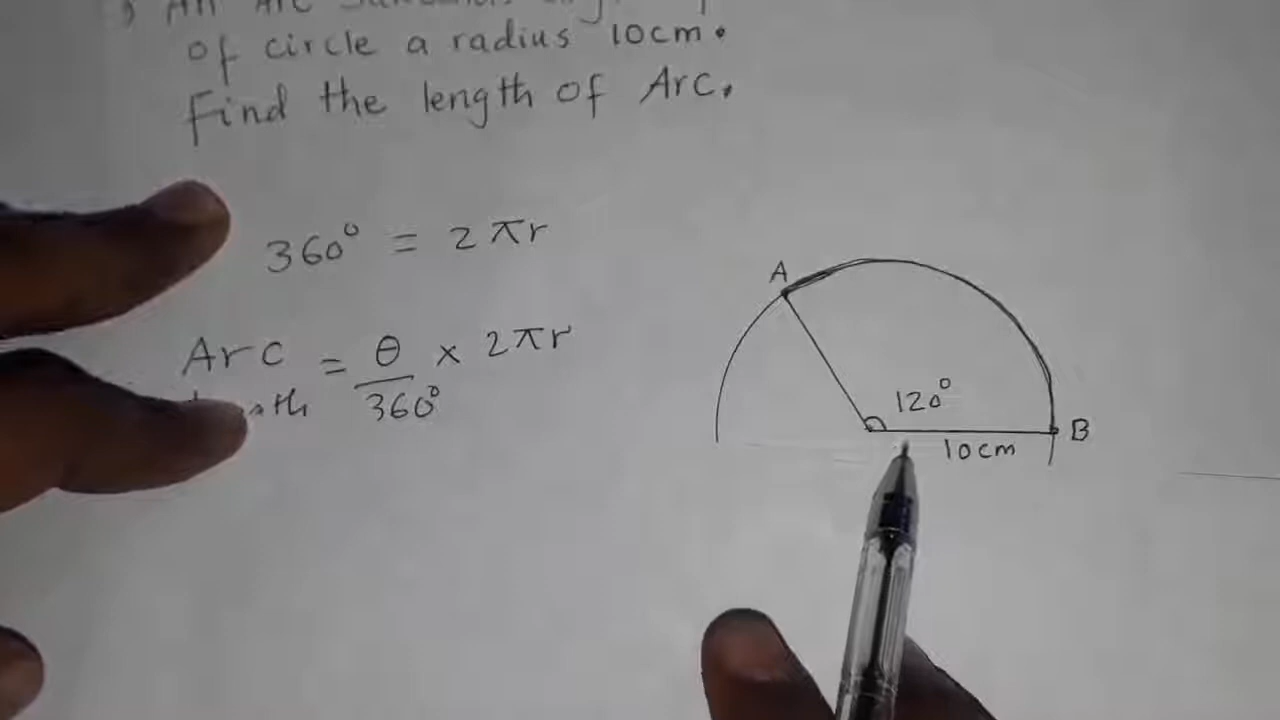 of circle a radius 10cm.
Find the length of Arc.
360° = 2πr
Arc = θ/360° × 2πr
A
120°
B
10cm